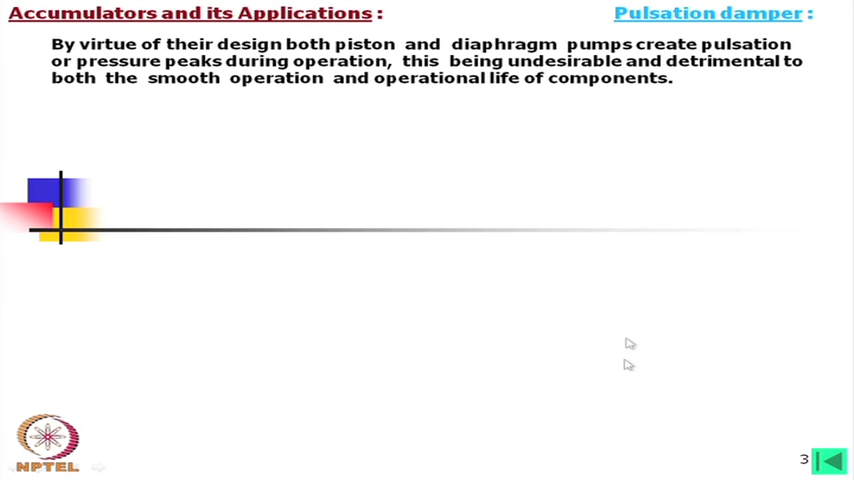 Accumulators and its Applications : Pulsation damper :
By virtue of their design both piston and diaphragm pumps create pulsation
or pressure peaks during operation, this being undesirable and detrimental to
both the smooth operation and operational life of components.
NPTEL
3